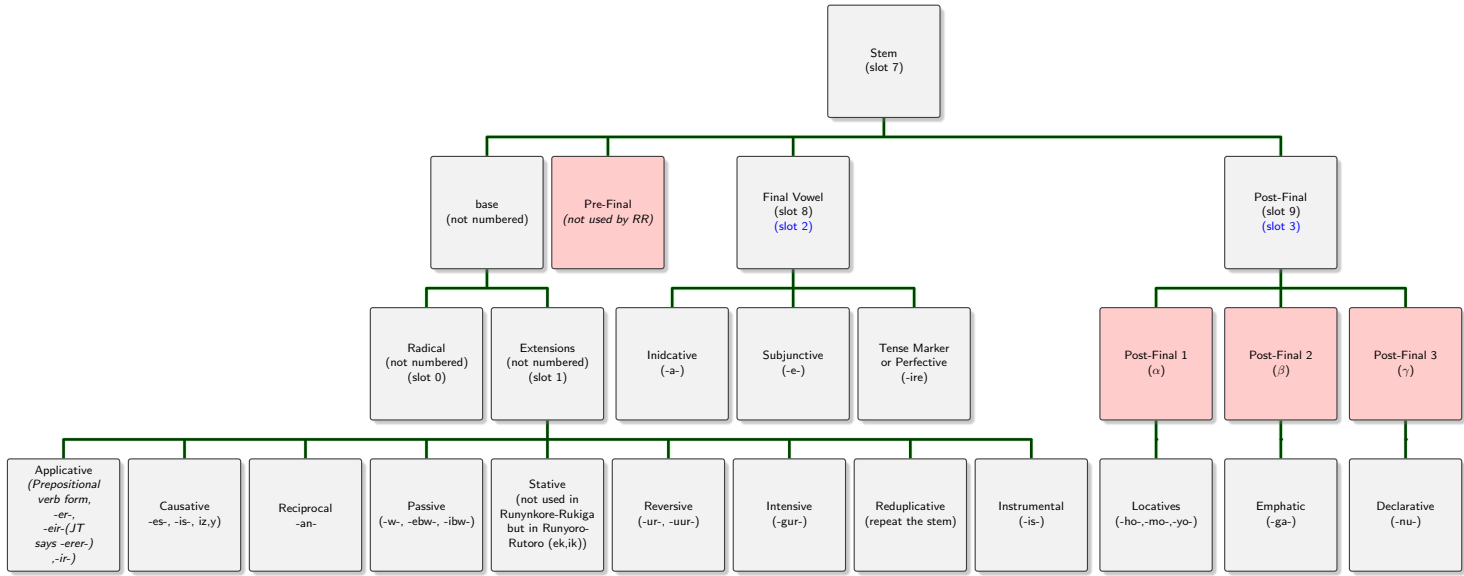 Stem
(slot 7)
base
(not numbered)
Pre-Final
(not used by RR)
Final Vowel
(slot 8)
(slot 2)
Post-Final
(slot 9)
(slot 3)
Radical
(not numbered)
(slot 0)
Extensions
(not numbered)
(slot 1)
Inidcative
(-a-)
Subjunctive
(-e-)
Tense Marker
or Perfective
(-ire)
Post-Final 1
(α)
Post-Final 2
(β)
Post-Final 3
(γ)
Applicative
(Prepositional
verb form,
-er-,
-eir-(JT
says -erer-)
,-ir-)
Causative
-es-, -is-, iz,y)
Reciprocal
-an-
Passive
(-w-, -ebw-, -ibw-)
Stative
(not used in
Runynkore-Rukiga
but in Runyoro-
Rutoro (ek,ik))
Reversive
(-ur-, -uur-)
Intensive
(-gur-)
Reduplicative
(repeat the stem)
Instrumental
(-is-)
Locatives
(-ho-,-mo-,-yo-)
Emphatic
(-ga-)
Declarative
(-nu-)